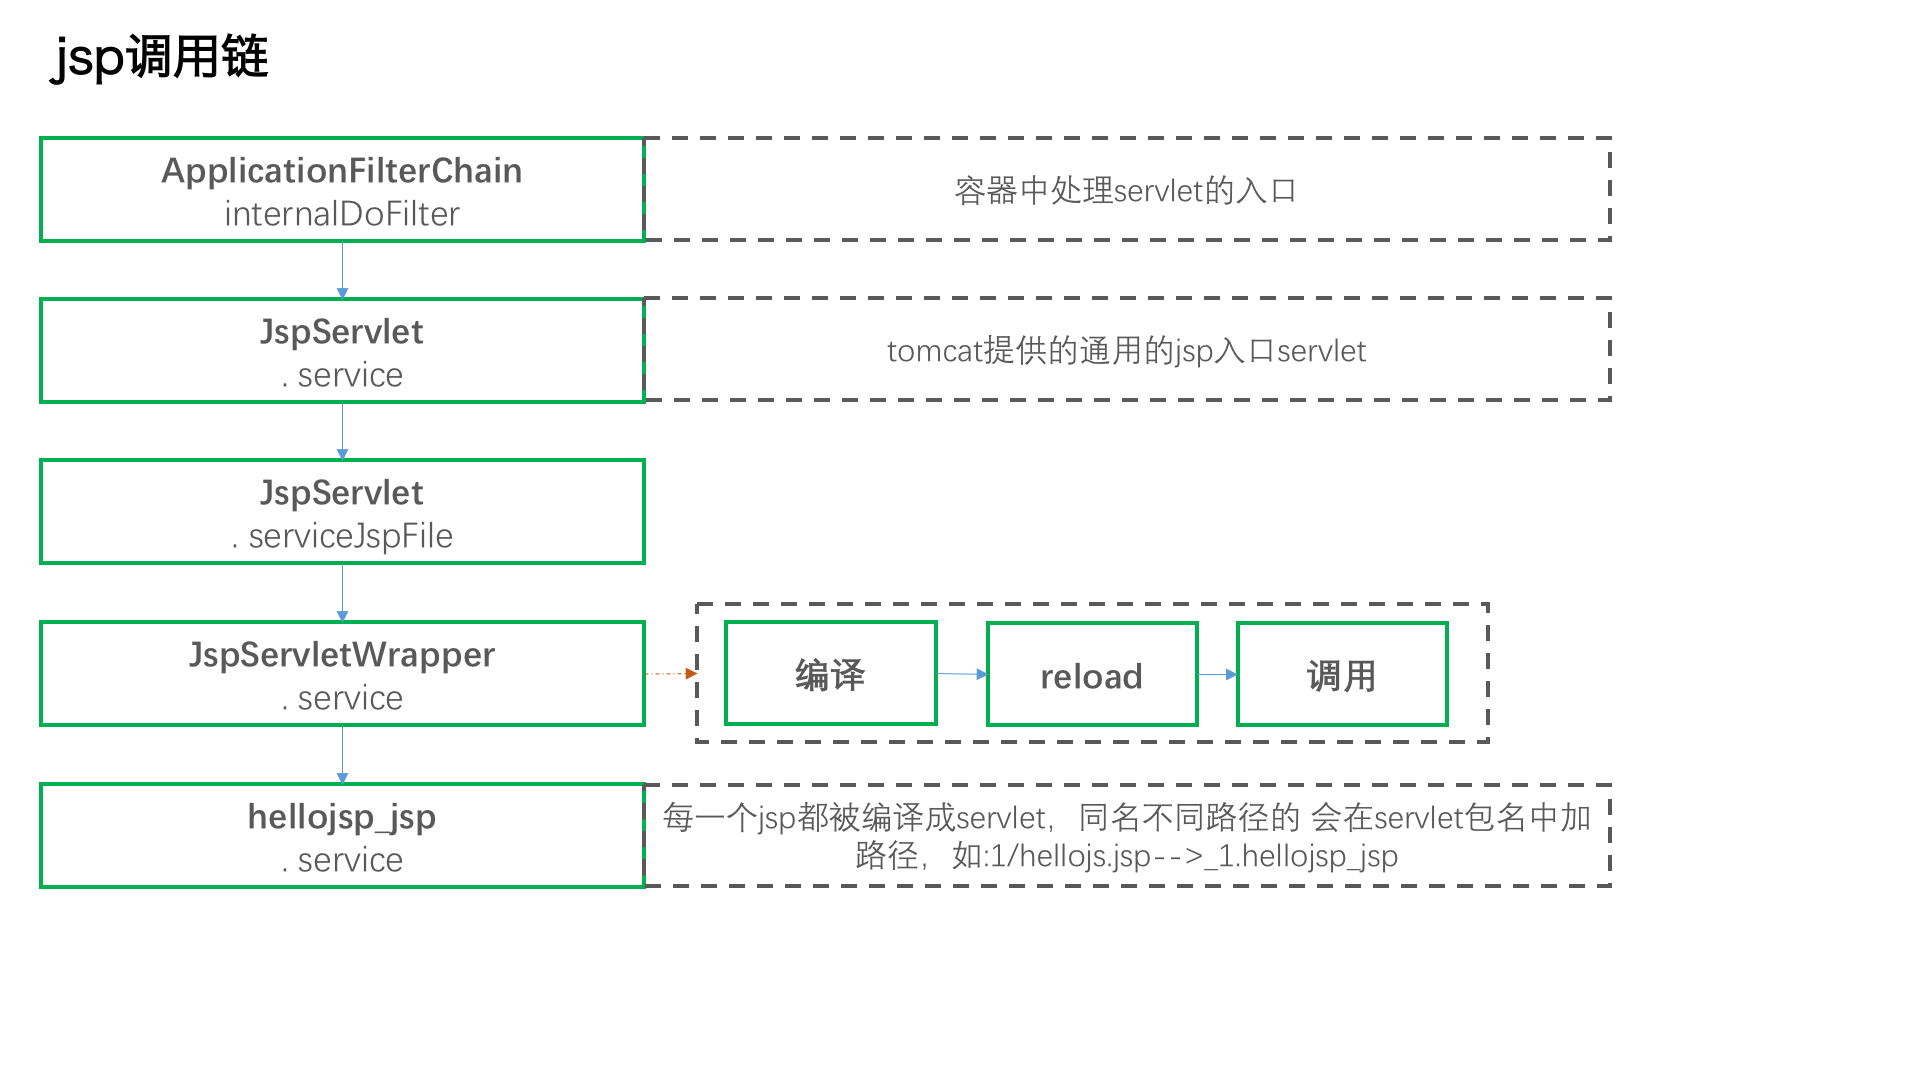 jsp调用链
ApplicationFilterChain
internalDoFilter
容器中处理servlet的入口
JspServlet
. service
tomcat提供的通用的jsp入口servlet
JspServlet
. serviceJspFile
JspServletWrapper
. service
编译
reload
调用
hellojsp_jsp
. service
每一个jsp都被编译成servlet，同名不同路径的 会在servlet包名中加
路径，如:1/hellojs.jsp-->_1.hellojsp_jsp